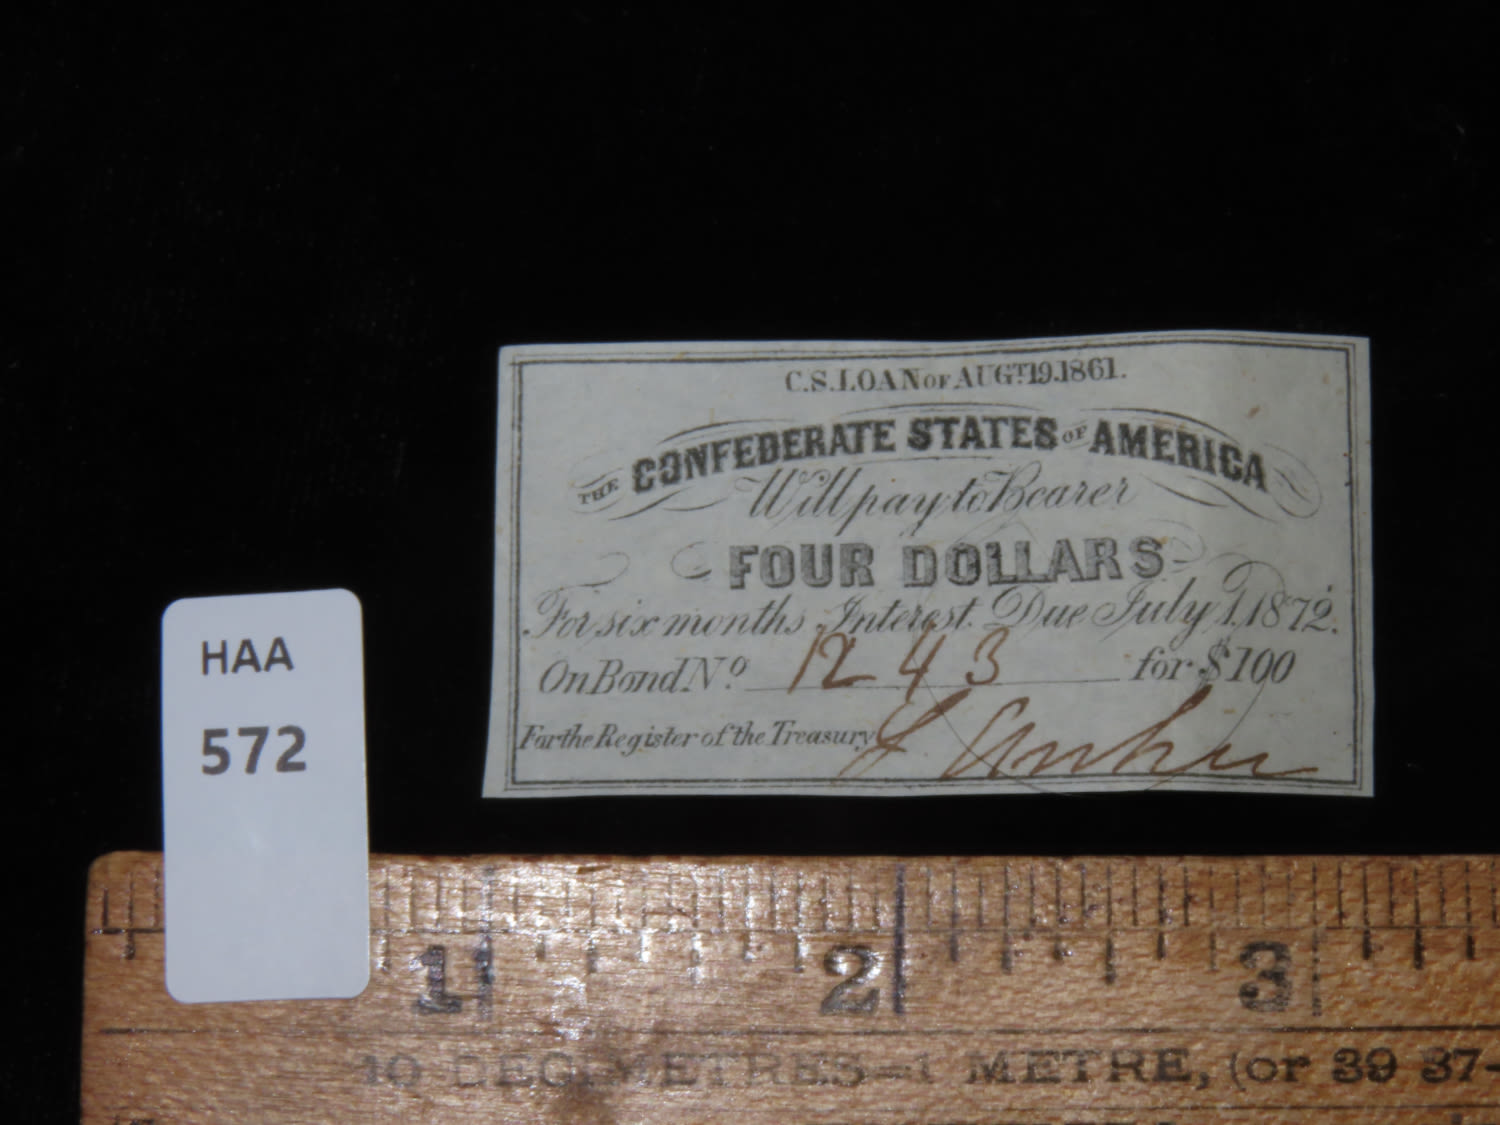 C.S. LOAN OF AUGT. 19. 1861.
THE CONFEDERATE STATES OF AMERICA
Will pay to Bearer
FOUR DOLLARS
For six months Interest Due July 1, 1872.
On Bond No. 1243 for $100
For the Register of the Treasury
HAA
572
1 2 3
10 DECIMETRES=1 METRE, (or 39 37-